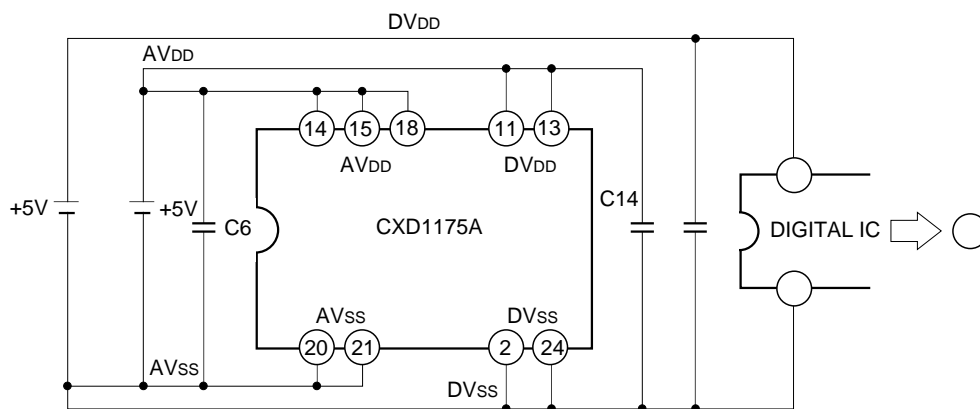 DVDD
AVDD
14 15 18 11 13
AVDD DVDD
+5V +5V C6 CXD1175A C14 DIGITAL IC
AVSS DVSS
20 21 2 24
AVSS
DVSS